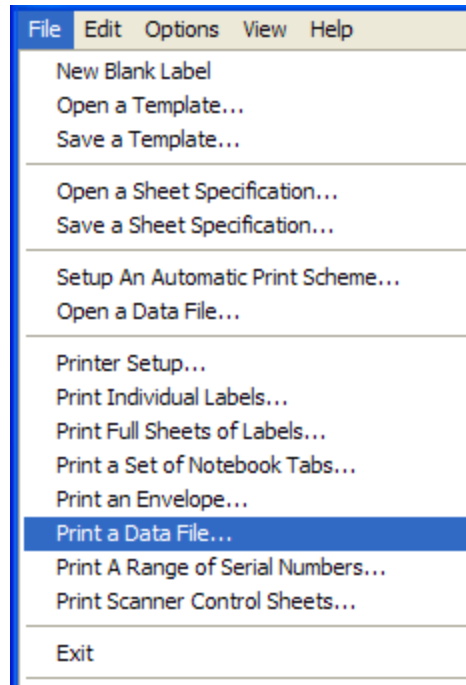 File Edit Options View Help
New Blank Label
Open a Template...
Save a Template...
Open a Sheet Specification...
Save a Sheet Specification...
Setup An Automatic Print Scheme...
Open a Data File...
Printer Setup...
Print Individual Labels...
Print Full Sheets of Labels...
Print a Set of Notebook Tabs...
Print an Envelope...
Print a Data File...
Print A Range of Serial Numbers...
Print Scanner Control Sheets...
Exit